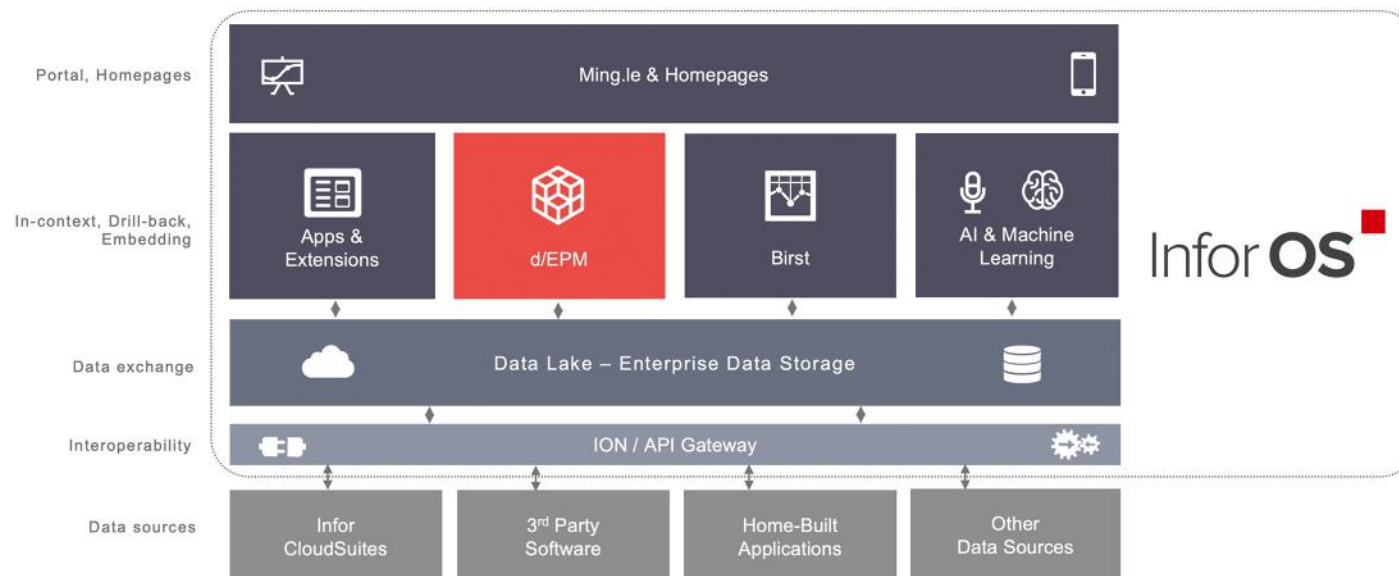 Portal, Homepages
Ming.le & Homepages
In-context, Drill-back,
Embedding
Apps &
Extensions
d/EPM
Birst
AI & Machine
Learning
Infor OS
Data exchange
Data Lake – Enterprise Data Storage
Interoperability
ION / API Gateway
Data sources
Infor
CloudSuites
3rd Party
Software
Home-Built
Applications
Other
Data Sources